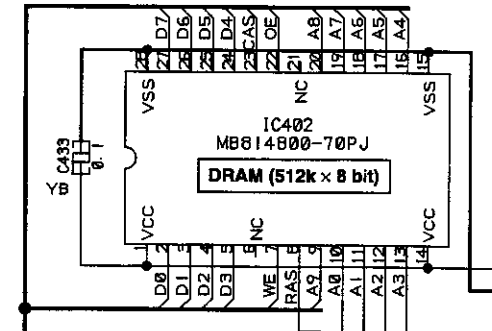 D7 D6 D5 D4 CAS OE A8 A7 A6 A5 A4
28 27 26 25 24 23 22 21 20 19 18 17 16 15
VSS NC VSS
IC402
MB814800-70PJ
DRAM (512k × 8 bit)
C433
0.1
YB
VCC NC VCC
1 2 3 4 5 6 7 8 9 10 11 12 13 14
D0 D1 D2 D3 WE RAS A9 A0 A1 A2 A3